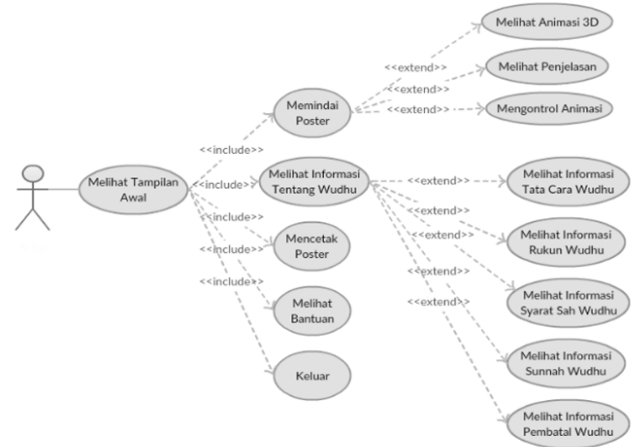 Melihat Animasi 3D
<<extend>>
Melihat Penjelasan
<<extend>>
Memindai
Poster
<<extend>>
Mengontrol Animasi
<<include>>
Melihat Tampilan
Awal
<<include>>
Melihat Informasi
Tentang Wudhu
<<extend>>
Melihat Informasi
Tata Cara Wudhu
<<include>>
<<extend>>
Mencetak
Poster
<<extend>>
Melihat Informasi
Rukun Wudhu
<<include>>
<<extend>>
<<include>>
Melihat
Bantuan
<<extend>>
Melihat Informasi
Syarat Sah Wudhu
Keluar
Melihat Informasi
Sunnah Wudhu
Melihat Informasi
Pembatal Wudhu